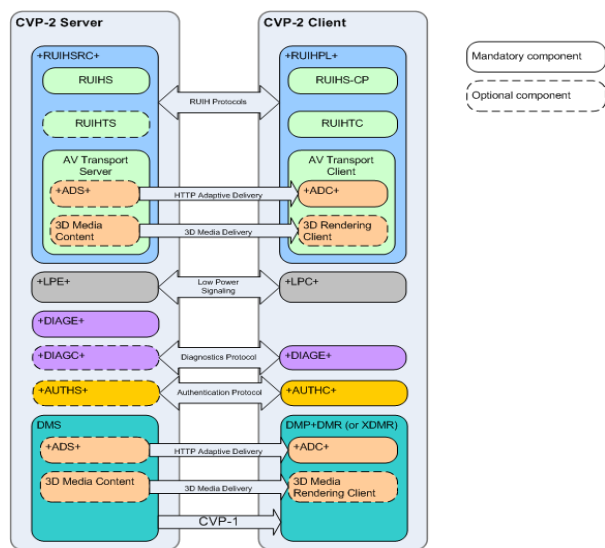 CVP-2 Server
CVP-2 Client
+RUIHSRC+
+RUIHPL+
Mandatory component
RUIHS
RUIHS-CP
RUIH Protocols
Optional component
RUIHTS
RUIHTC
AV Transport
Server
AV Transport
Client
+ADS+
HTTP Adaptive Delivery
+ADC+
3D Media
Content
3D Media Delivery
3D Rendering
Client
+LPE+
Low Power
Signaling
+LPC+
+DIAGE+
+DIAGC+
Diagnostics Protocol
+DIAGE+
+AUTHS+
Authentication Protocol
+AUTHC+
DMS
DMP+DMR (or XDMR)
+ADS+
HTTP Adaptive Delivery
+ADC+
3D Media Content
3D Media Delivery
3D Media
Rendering Client
CVP-1